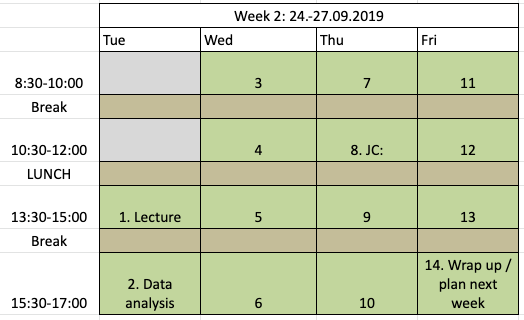 Week 2: 24.-27.09.2019
Tue Wed Thu Fri
8:30-10:00 3 7 11
Break
10:30-12:00 4 8. JC: 12
LUNCH
13:30-15:00 1. Lecture 5 9 13
Break
15:30-17:00 2. Data analysis 6 10 14. Wrap up / plan next week